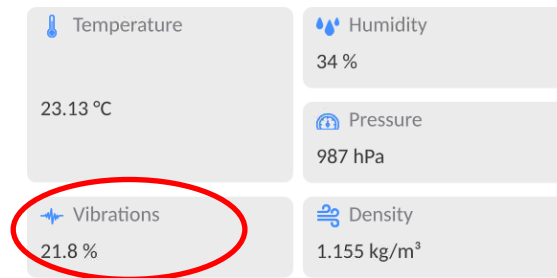 Temperature
23.13 °C
Humidity
34 %
Pressure
987 hPa
Vibrations
21.8 %
Density
1.155 kg/m³